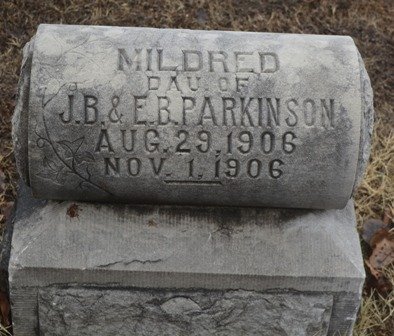 MILDRED
DAU. OF
J.B. & E.B. PARKINSON
AUG. 29, 1906
NOV. 1, 1906